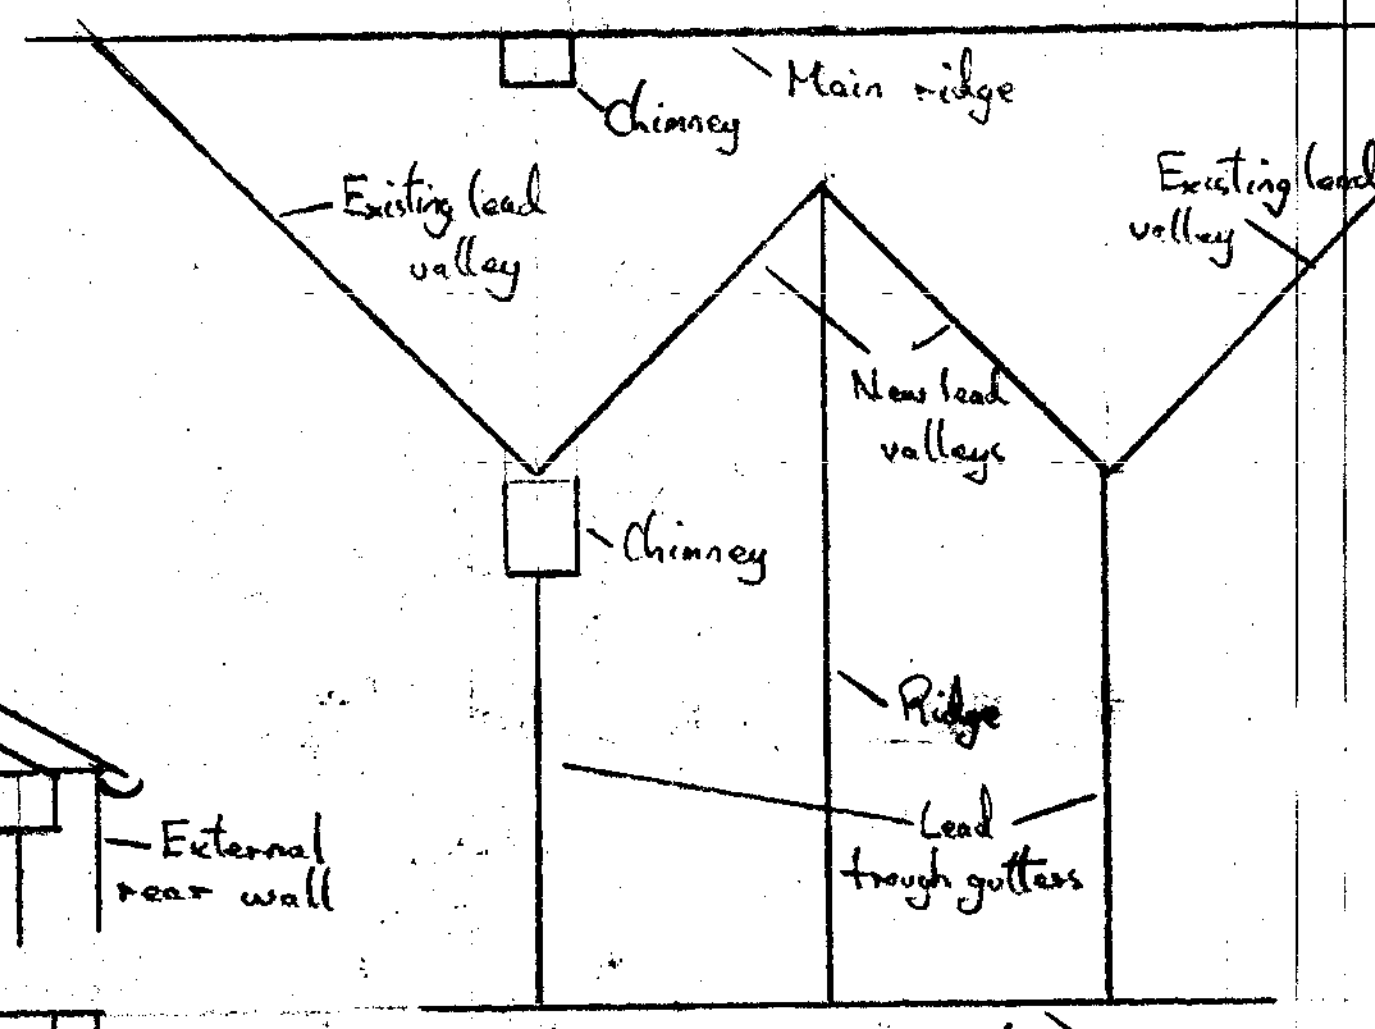 Main ridge
Chimney
Existing lead
valley
Existing lead
valley
New lead
valleys
Chimney
Ridge
Lead
trough gutters
External
rear wall